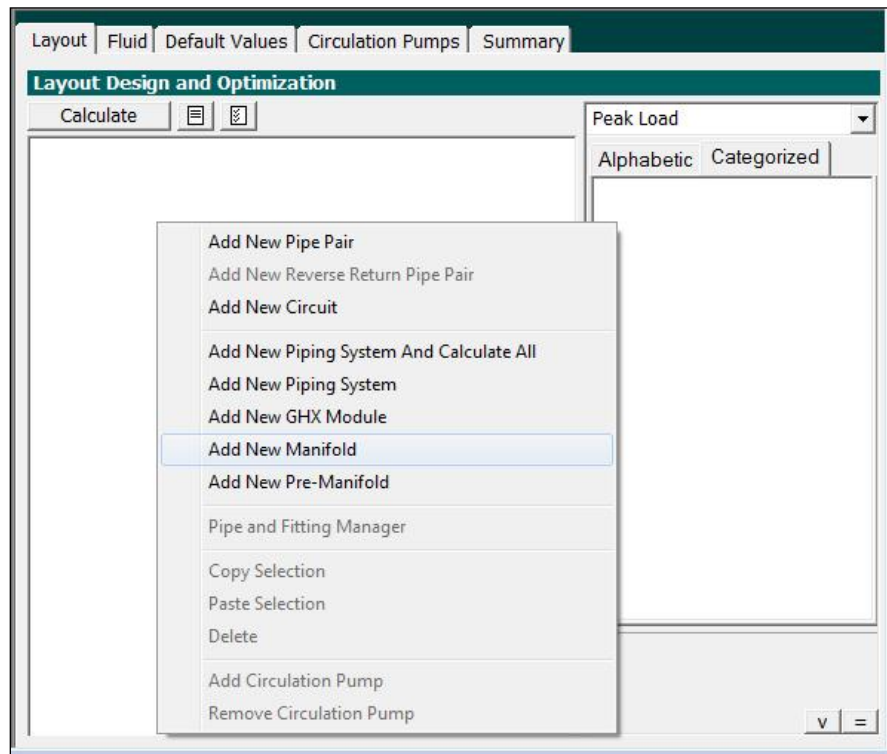 Layout Fluid Default Values Circulation Pumps Summary
Layout Design and Optimization
Calculate
Peak Load
Alphabetic Categorized
Add New Pipe Pair
Add New Reverse Return Pipe Pair
Add New Circuit
Add New Piping System And Calculate All
Add New Piping System
Add New GHX Module
Add New Manifold
Add New Pre-Manifold
Pipe and Fitting Manager
Copy Selection
Paste Selection
Delete
Add Circulation Pump
Remove Circulation Pump
v =